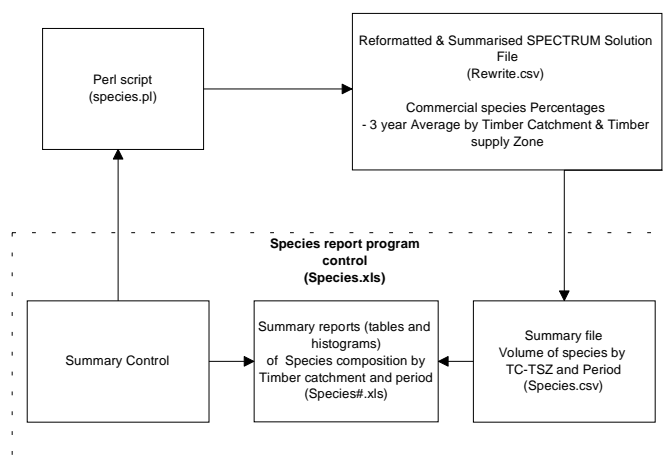 Perl script
(species.pl)
Reformatted & Summarised SPECTRUM Solution
File
(Rewrite.csv)
Commercial species Percentages
- 3 year Average by Timber Catchment & Timber
supply Zone
Species report program
control
(Species.xls)
Summary Control
Summary reports (tables and
histograms)
of Species composition by
Timber catchment and period
(Species#.xls)
Summary file
Volume of species by
TC-TSZ and Period
(Species.csv)